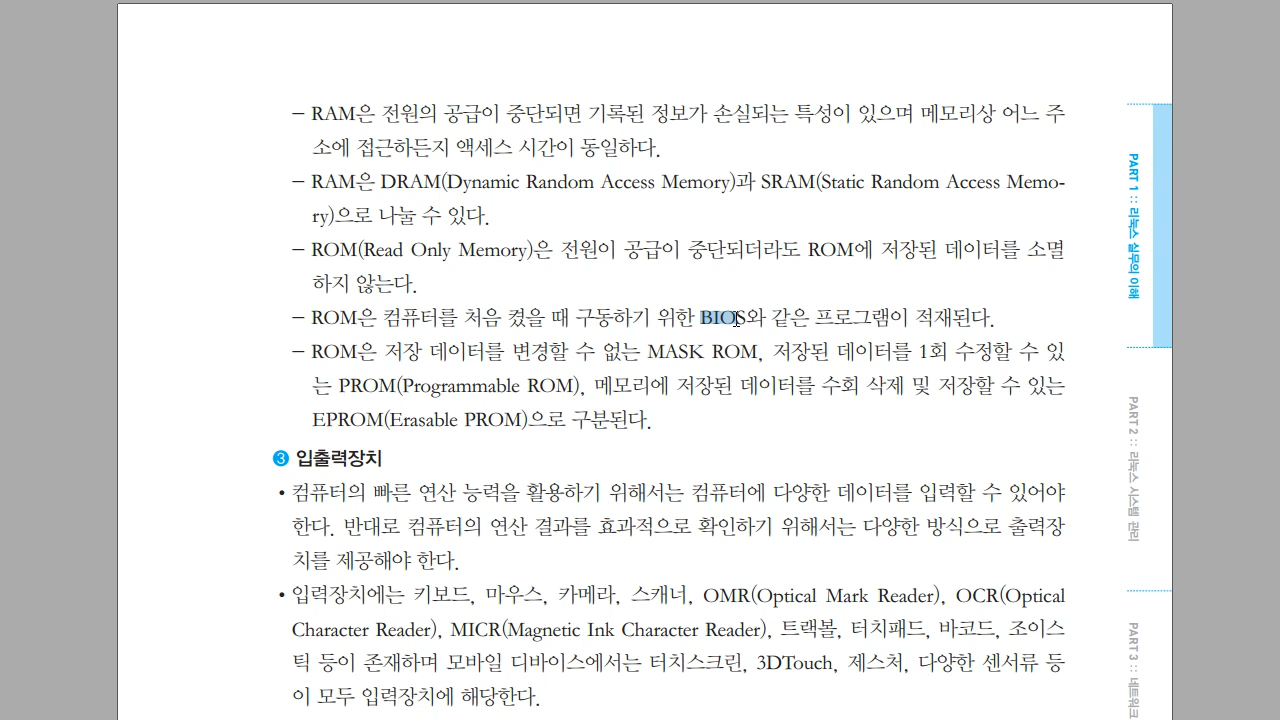 – RAM은 전원의 공급이 중단되면 기록된 정보가 손실되는 특성이 있으며 메모리상 어느 주
소에 접근하든지 액세스 시간이 동일하다.
– RAM은 DRAM(Dynamic Random Access Memory)과 SRAM(Static Random Access Memo-
ry)으로 나눌 수 있다.
– ROM(Read Only Memory)은 전원이 공급이 중단되더라도 ROM에 저장된 데이터를 소멸
하지 않는다.
– ROM은 컴퓨터를 처음 켰을 때 구동하기 위한 BIOS와 같은 프로그램이 적재된다.
– ROM은 저장 데이터를 변경할 수 없는 MASK ROM, 저장된 데이터를 1회 수정할 수 있
는 PROM(Programmable ROM), 메모리에 저장된 데이터를 수회 삭제 및 저장할 수 있는
EPROM(Erasable PROM)으로 구분된다.
❸ 입출력장치
• 컴퓨터의 빠른 연산 능력을 활용하기 위해서는 컴퓨터에 다양한 데이터를 입력할 수 있어야
한다. 반대로 컴퓨터의 연산 결과를 효과적으로 확인하기 위해서는 다양한 방식으로 출력장
치를 제공해야 한다.
• 입력장치에는 키보드, 마우스, 카메라, 스캐너, OMR(Optical Mark Reader), OCR(Optical
Character Reader), MICR(Magnetic Ink Character Reader), 트랙볼, 터치패드, 바코드, 조이스
틱 등이 존재하며 모바일 디바이스에서는 터치스크린, 3DTouch, 제스처, 다양한 센서류 등
이 모두 입력장치에 해당한다.
PART 1 :: 리눅스 실무의 이해
PART 2 :: 리눅스 시스템 관리
PART 3 :: 네트워크